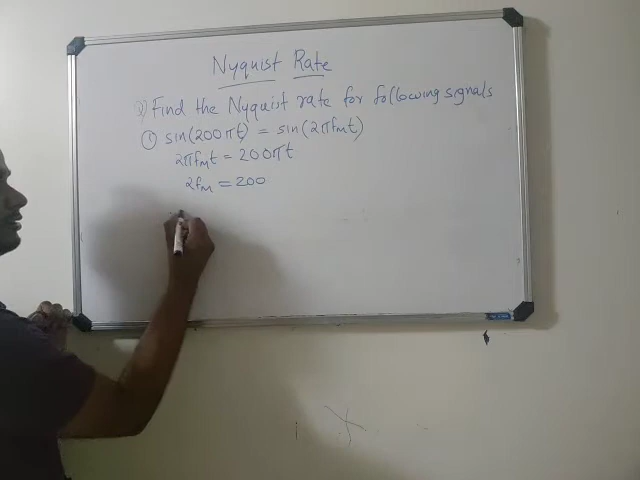 Nyquist Rate
Q) Find the Nyquist rate for following signals
① sin(200πt) = sin(2πfₘt)
2πfₘt = 200πt
2fₘ = 200